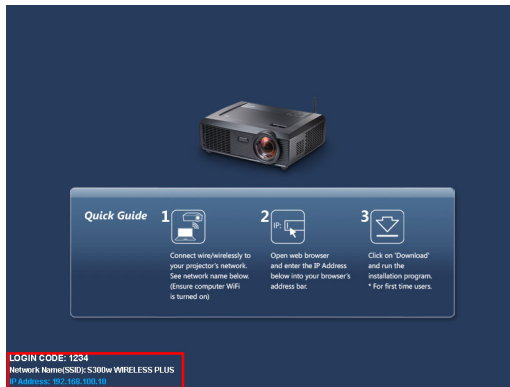 Quick Guide
1
Connect wire/wirelessly to
your projector's network.
See network name below.
(Ensure computer WiFi
is turned on)
2
IP:
Open web browser
and enter the IP Address
below into your browser's
address bar.
3
Click on 'Download'
and run the
installation program.
* For first time users.
LOGIN CODE: 1234
Network Name(SSID): S300w WIRELESS PLUS
IP Address: 192.168.100.10